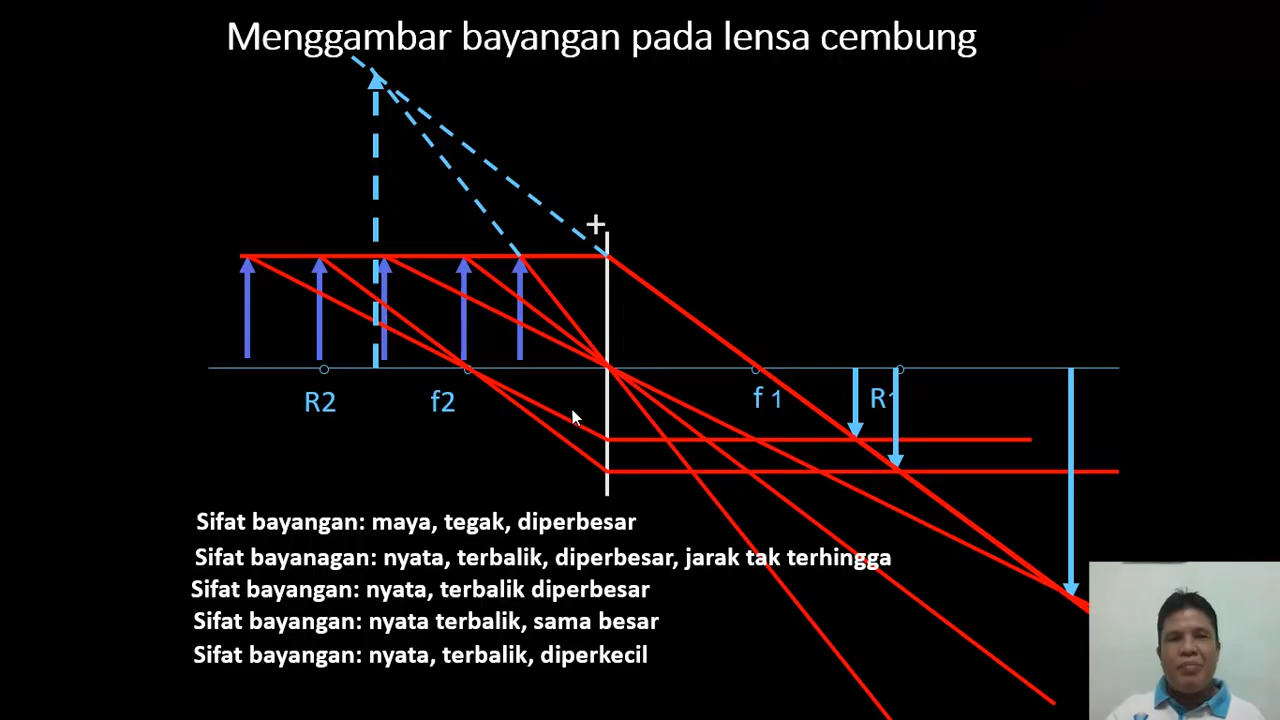 Menggambar bayangan pada lensa cembung
+
R2 f2 f 1 R1
Sifat bayangan: maya, tegak, diperbesar
Sifat bayanagan: nyata, terbalik, diperbesar, jarak tak terhingga
Sifat bayangan: nyata, terbalik diperbesar
Sifat bayangan: nyata terbalik, sama besar
Sifat bayangan: nyata, terbalik, diperkecil